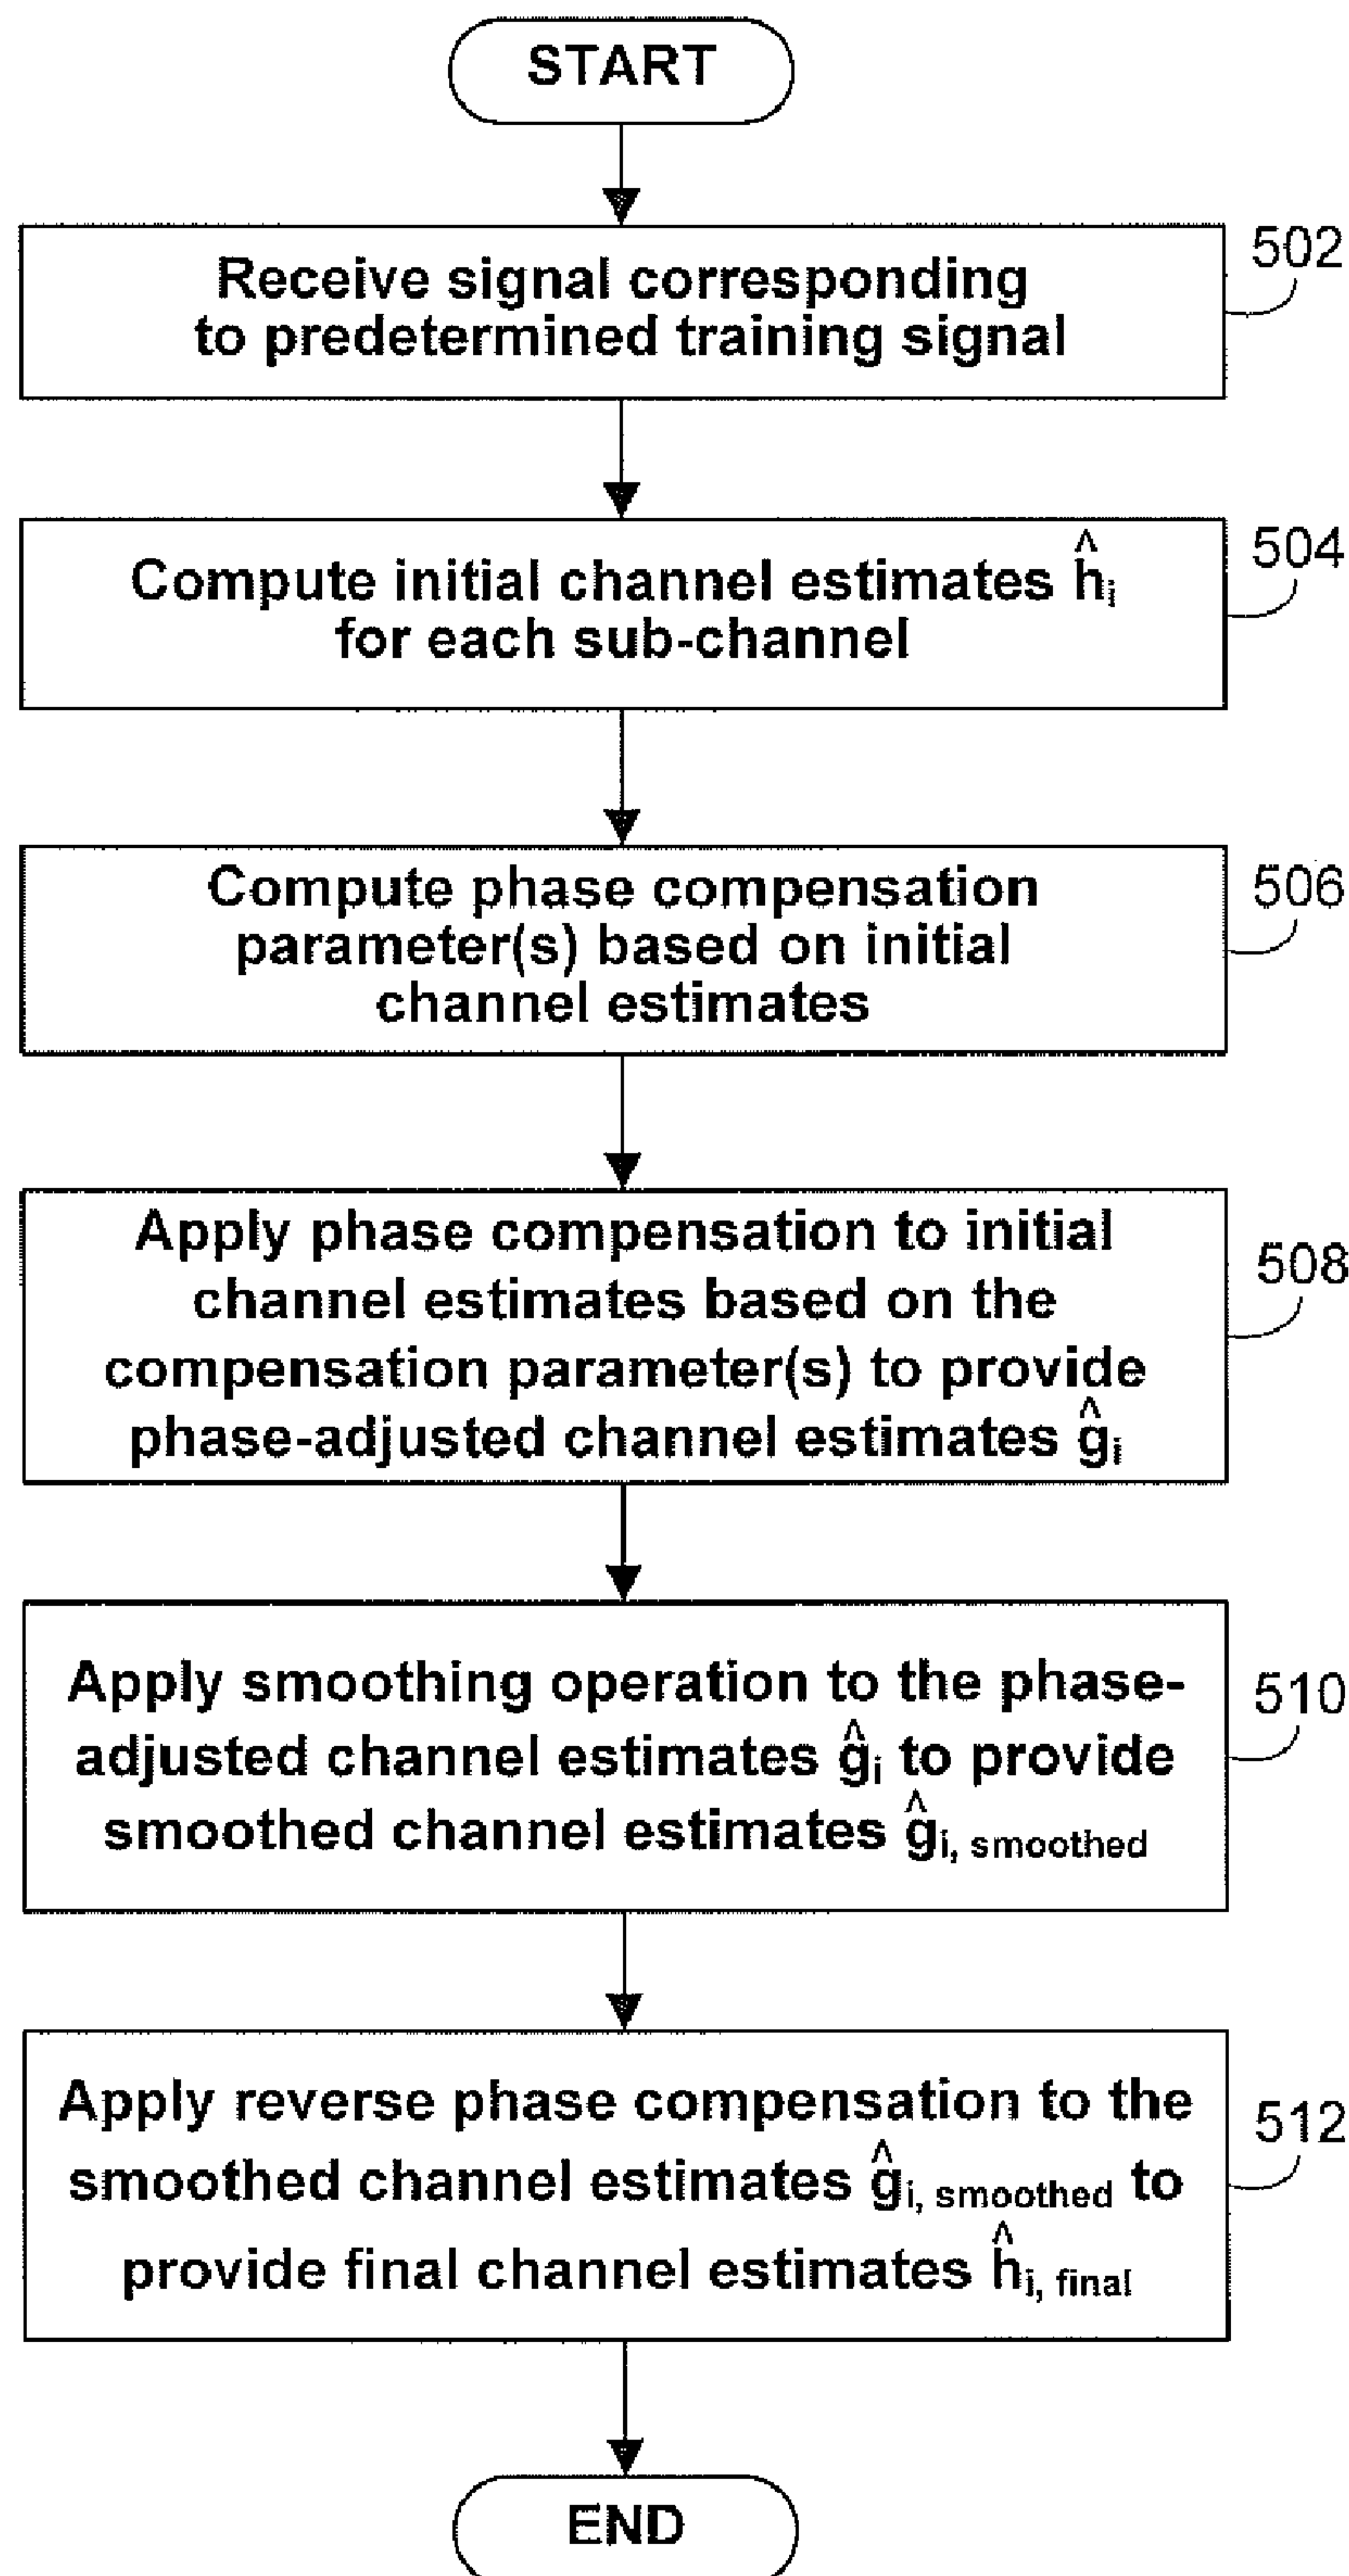 START
Receive signal corresponding
to predetermined training signal
502
Compute initial channel estimates ĥi
for each sub-channel
504
Compute phase compensation
parameter(s) based on initial
channel estimates
506
Apply phase compensation to initial
channel estimates based on the
compensation parameter(s) to provide
phase-adjusted channel estimates ĝi
508
Apply smoothing operation to the phase-
adjusted channel estimates ĝi to provide
smoothed channel estimates ĝi, smoothed
510
Apply reverse phase compensation to the
smoothed channel estimates ĝi, smoothed to
provide final channel estimates ĥi, final
512
END